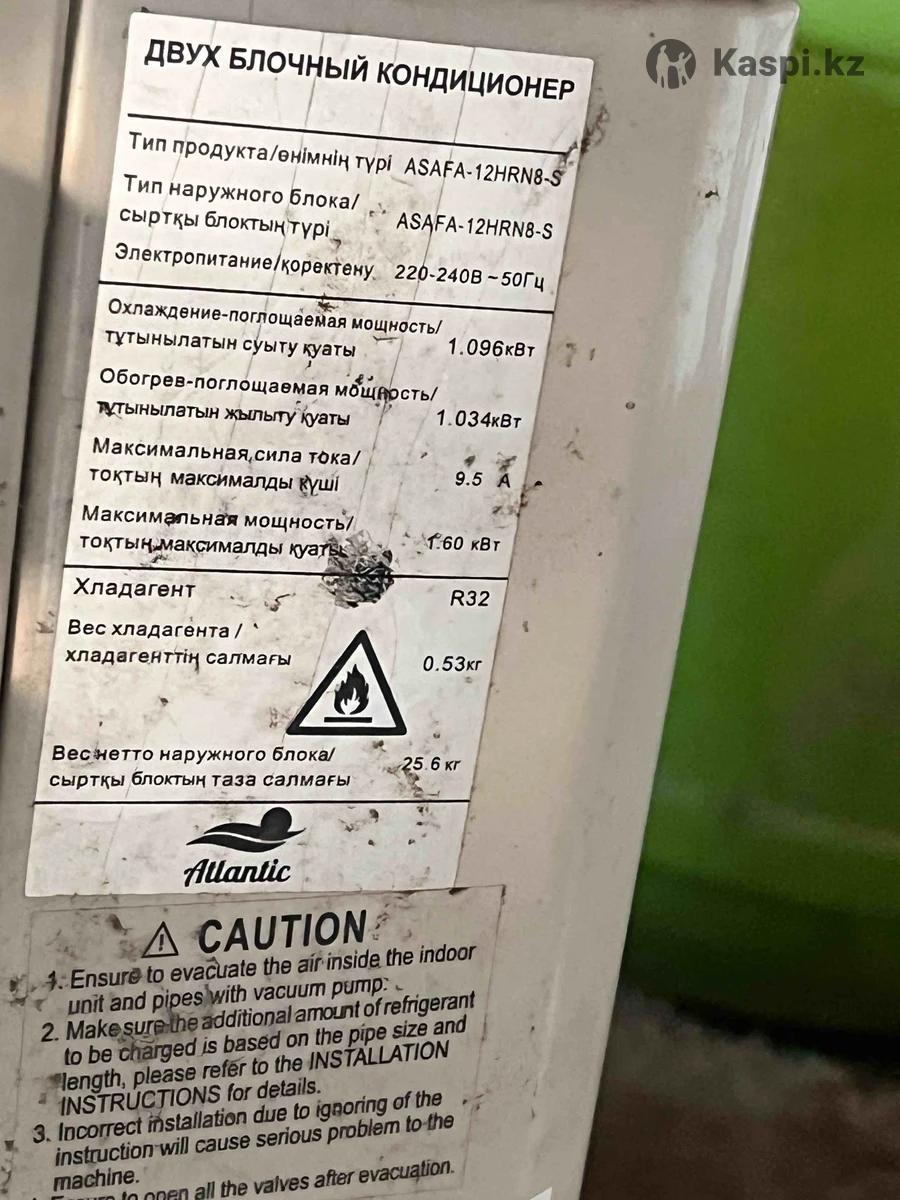 Kaspi.kz
ДВУХ БЛОЧНЫЙ КОНДИЦИОНЕР
Тип продукта/өнімнің түрі ASAFA-12HRN8-S
Тип наружного блока/
сыртқы блоктың түрі ASAFA-12HRN8-S
Электропитание/қоректену 220-240В ~ 50Гц
Охлаждение-поглощаемая мощность/
тұтынылатын суыту қуаты 1.096кВт
Обогрев-поглощаемая мощность/
тұтынылатын жылыту қуаты 1.034кВт
Максимальная сила тока/
тоқтың максималды күші 9.5 А
Максимальная мощность/
тоқтың максималды қуаты 1.60 кВт
Хладагент R32
Вес хладагента /
хладагенттің салмағы 0.53кг
Вес нетто наружного блока/
сыртқы блоктың таза салмағы 25.6 кг
Atlantic
CAUTION
1. Ensure to evacuate the air inside the indoor
unit and pipes with vacuum pump.
2. Make sure the additional amount of refrigerant
to be charged is based on the pipe size and
length, please refer to the INSTALLATION
INSTRUCTIONS for details.
3. Incorrect installation due to ignoring of the
instruction will cause serious problem to the
machine.
4. Ensure to open all the valves after evacuation.